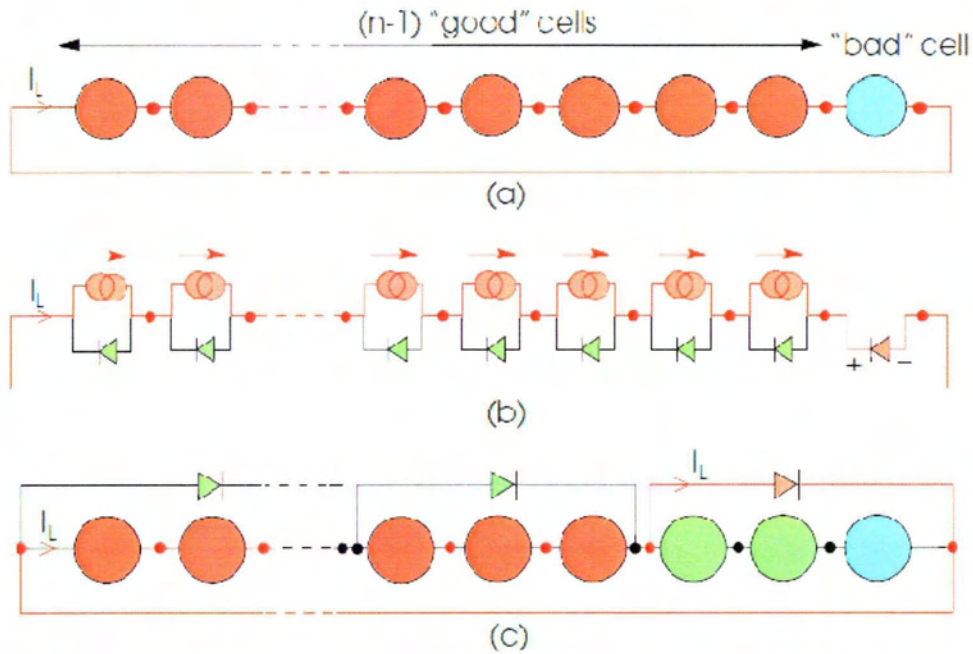 (n-1) "good" cells
"bad" cell
I_L
(a)
I_L
+ -
(b)
I_L
I_L
(c)